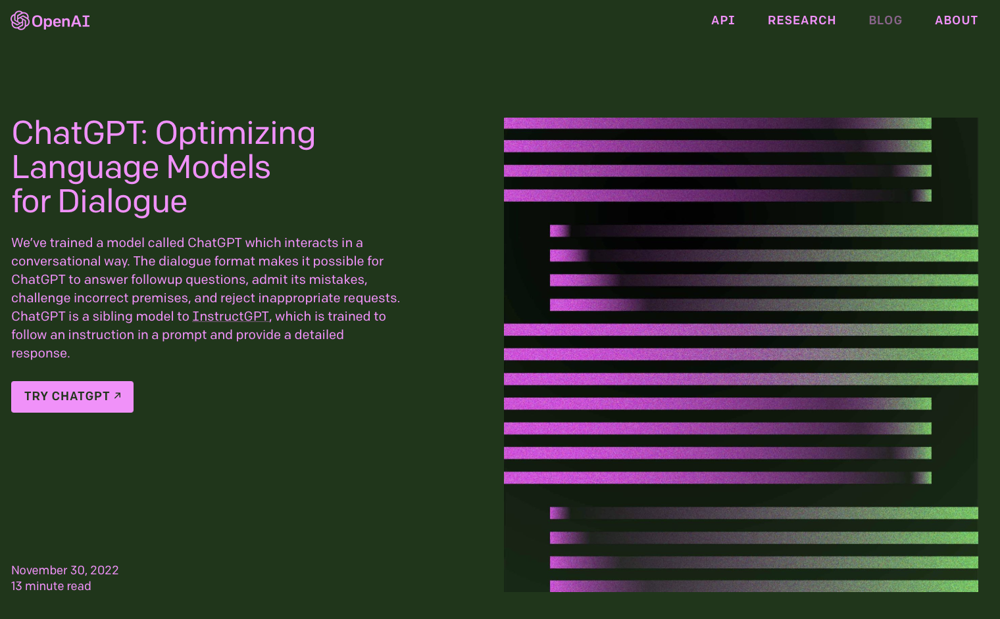 OpenAI
API RESEARCH BLOG ABOUT
ChatGPT: Optimizing
Language Models
for Dialogue
We’ve trained a model called ChatGPT which interacts in a
conversational way. The dialogue format makes it possible for
ChatGPT to answer followup questions, admit its mistakes,
challenge incorrect premises, and reject inappropriate requests.
ChatGPT is a sibling model to InstructGPT, which is trained to
follow an instruction in a prompt and provide a detailed
response.
TRY CHATGPT ↗
November 30, 2022
13 minute read